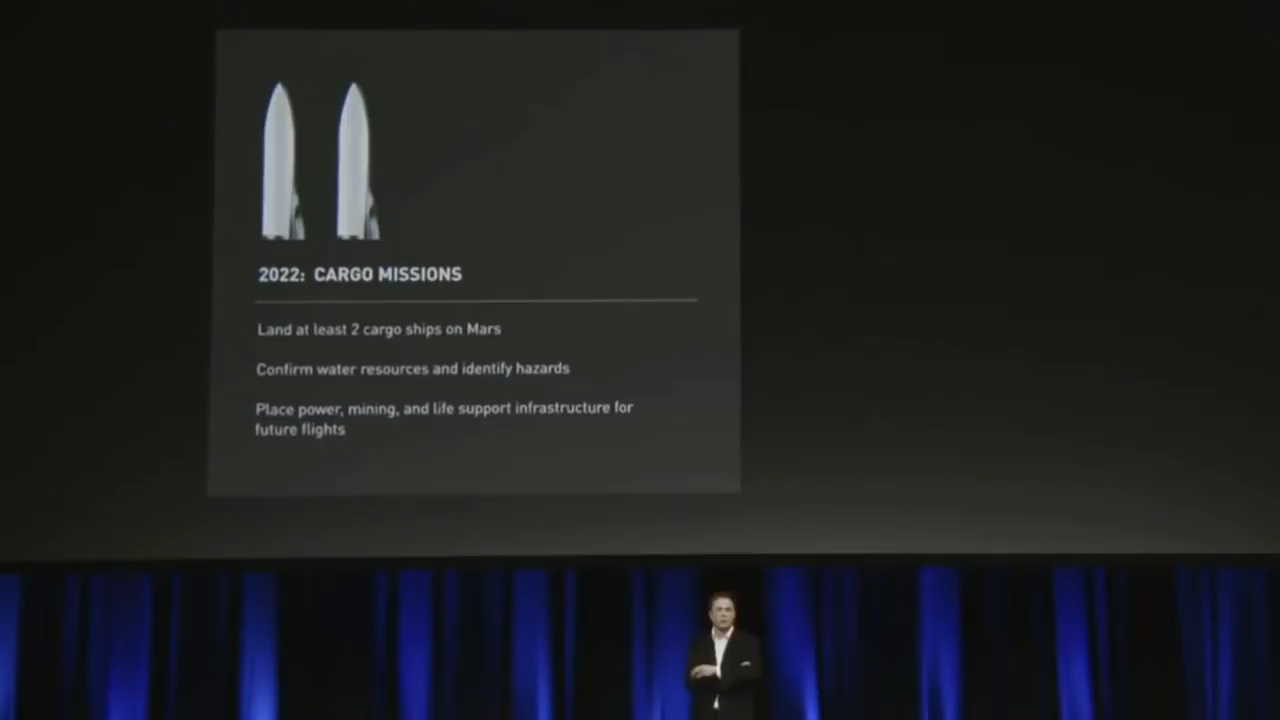 2022: CARGO MISSIONS
Land at least 2 cargo ships on Mars
Confirm water resources and identify hazards
Place power, mining, and life support infrastructure for
future flights